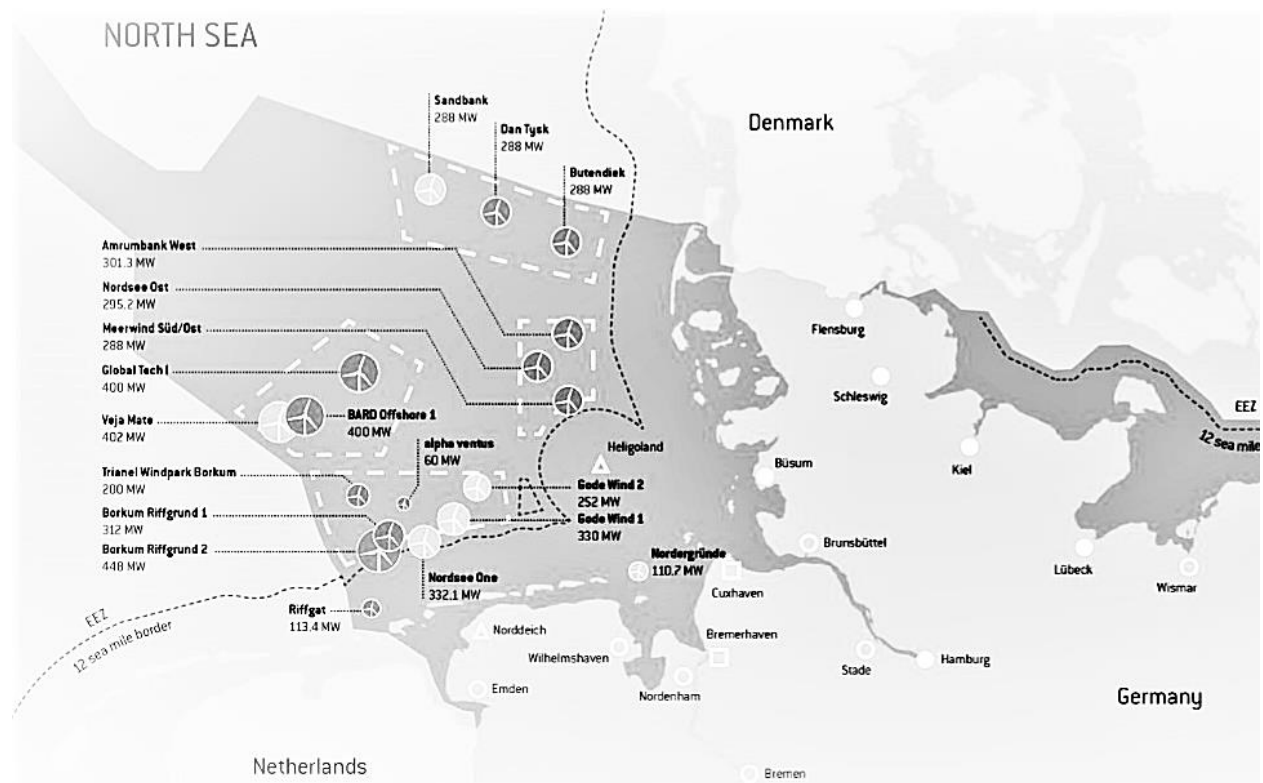 NORTH SEA
Sandbank
288 MW
Dan Tysk
288 MW
Butendiek
288 MW
Denmark
Amrumbank West
301.3 MW
Nordsee Ost
295.2 MW
Meerwind Süd/Ost
288 MW
Global Tech I
400 MW
Veja Mate
402 MW
BARD Offshore 1
400 MW
alpha ventus
60 MW
Trianel Windpark Borkum
200 MW
Borkum Riffgrund 1
312 MW
Borkum Riffgrund 2
448 MW
Gode Wind 2
252 MW
Gode Wind 1
330 MW
Nordsee One
332.1 MW
Nordergründe
110.7 MW
Riffgat
113.4 MW
Heligoland
Flensburg
Schleswig
Kiel
Büsum
EEZ
12 sea mile
Brunsbüttel
Lübeck
Wismar
Cuxhaven
Bremerhaven
Norddeich
Wilhelmshaven
Emden
Nordenham
Stade
Hamburg
EEZ
12 sea mile border
Germany
Netherlands
Bremen